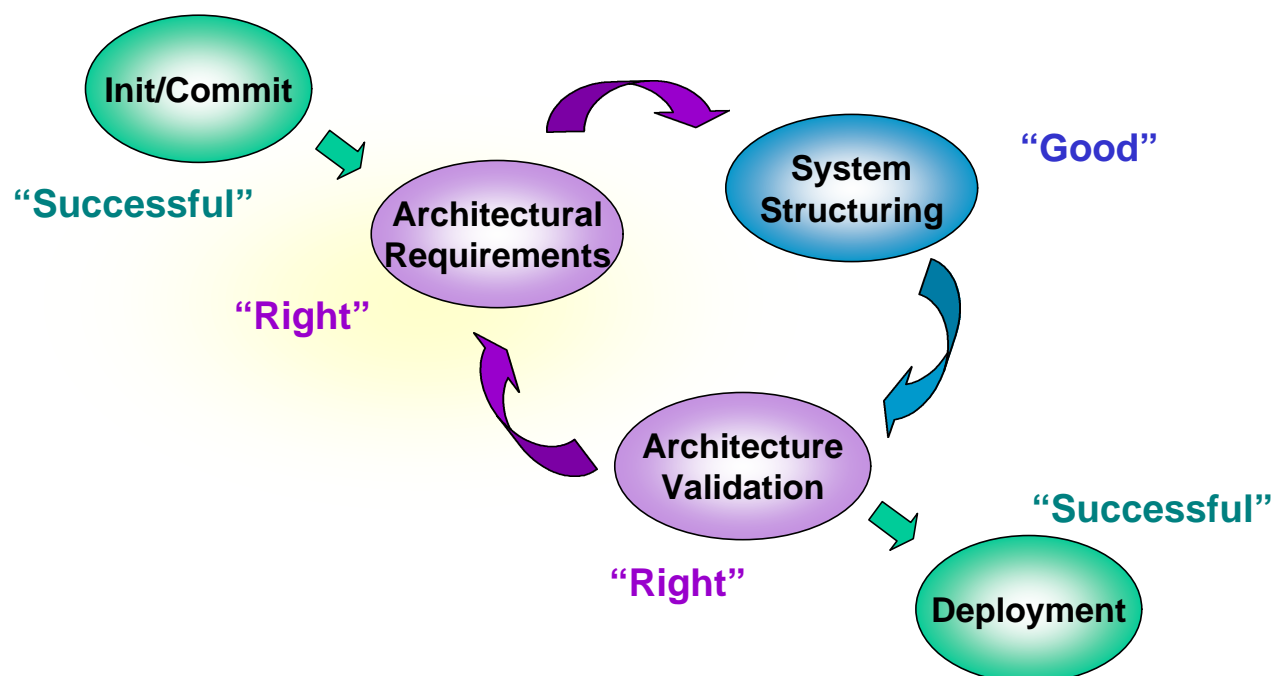 Init/Commit
“Successful”
Architectural
Requirements
“Right”
System
Structuring
“Good”
Architecture
Validation
“Right”
“Successful”
Deployment